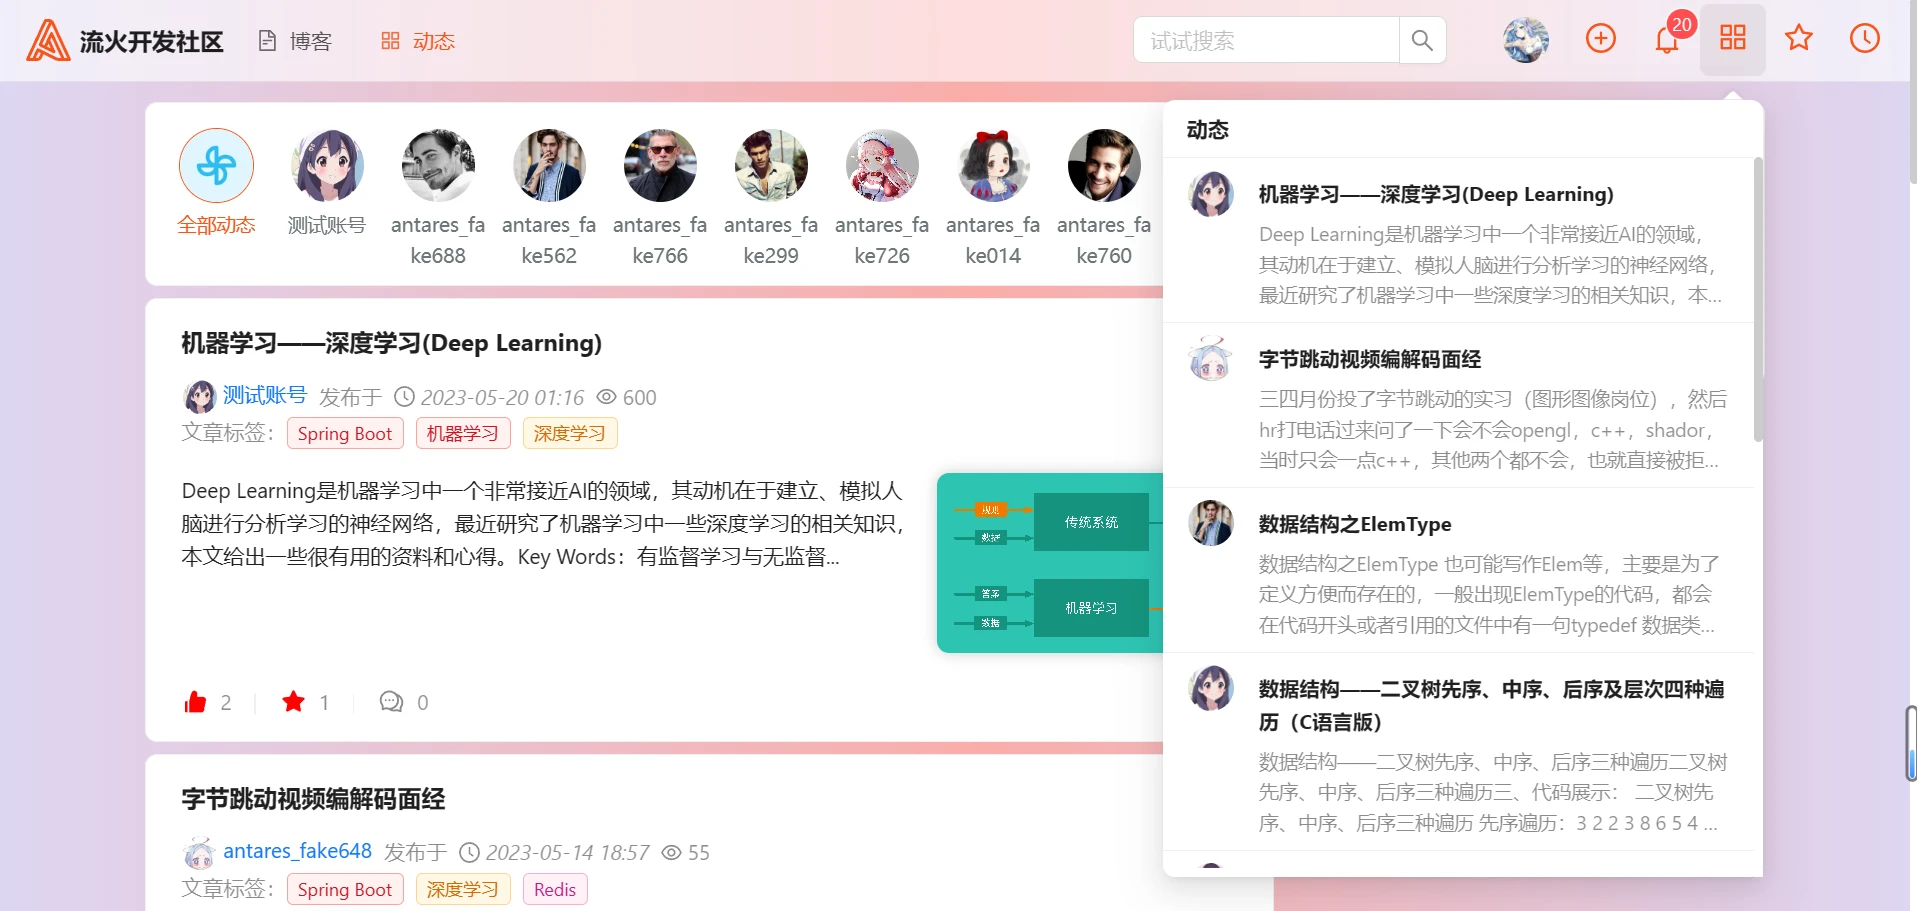 流火开发社区
博客
动态
试试搜索
20
全部动态
测试账号
antares_fa
ke688
antares_fa
ke562
antares_fa
ke766
antares_fa
ke299
antares_fa
ke726
antares_fa
ke014
antares_fa
ke760
机器学习——深度学习(Deep Learning)
测试账号 发布于 2023-05-20 01:16 600
文章标签： Spring Boot 机器学习 深度学习
Deep Learning是机器学习中一个非常接近AI的领域，其动机在于建立、模拟人
脑进行分析学习的神经网络，最近研究了机器学习中一些深度学习的相关知识，
本文给出一些很有用的资料和心得。Key Words：有监督学习与无监督...
规则
数据
传统系统
答案
数据
机器学习
2
1
0
字节跳动视频编解码面经
antares_fake648 发布于 2023-05-14 18:57 55
文章标签： Spring Boot 深度学习 Redis
动态
机器学习——深度学习(Deep Learning)
Deep Learning是机器学习中一个非常接近AI的领域，
其动机在于建立、模拟人脑进行分析学习的神经网络，
最近研究了机器学习中一些深度学习的相关知识，本...
字节跳动视频编解码面经
三四月份投了字节跳动的实习（图形图像岗位），然后
hr打电话过来问了一下会不会opengl，c++，shador，
当时只会一点c++，其他两个都不会，也就直接被拒...
数据结构之ElemType
数据结构之ElemType 也可能写作Elem等，主要是为了
定义方便而存在的，一般出现ElemType的代码，都会
在代码开头或者引用的文件中有一句typedef 数据类...
数据结构——二叉树先序、中序、后序及层次四种遍
历（C语言版）
数据结构——二叉树先序、中序、后序三种遍历二叉树
先序、中序、后序三种遍历三、代码展示： 二叉树先
序、中序、后序三种遍历 先序遍历：3 2 2 3 8 6 5 4 ...